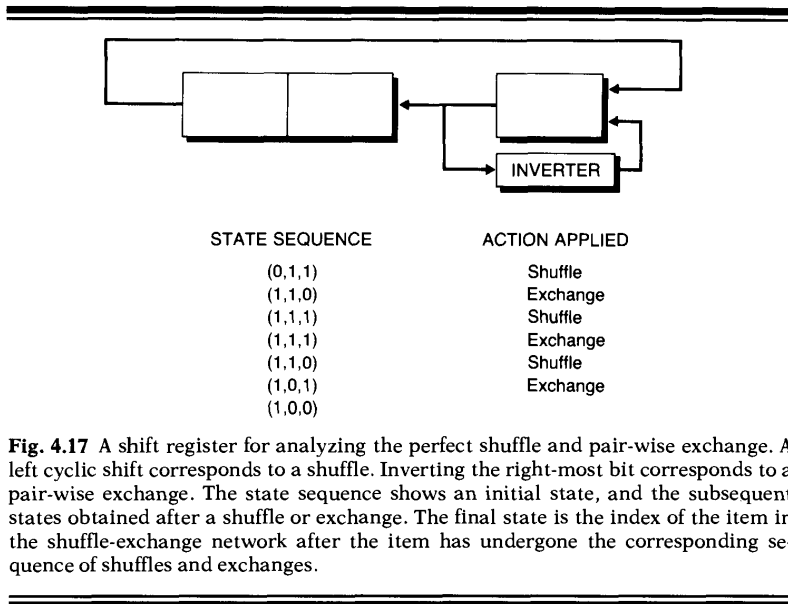 INVERTER
STATE SEQUENCE ACTION APPLIED
(0,1,1) Shuffle
(1,1,0) Exchange
(1,1,1) Shuffle
(1,1,1) Exchange
(1,1,0) Shuffle
(1,0,1) Exchange
(1,0,0)
Fig. 4.17 A shift register for analyzing the perfect shuffle and pair-wise exchange. A
left cyclic shift corresponds to a shuffle. Inverting the right-most bit corresponds to a
pair-wise exchange. The state sequence shows an initial state, and the subsequent
states obtained after a shuffle or exchange. The final state is the index of the item in
the shuffle-exchange network after the item has undergone the corresponding se-
quence of shuffles and exchanges.